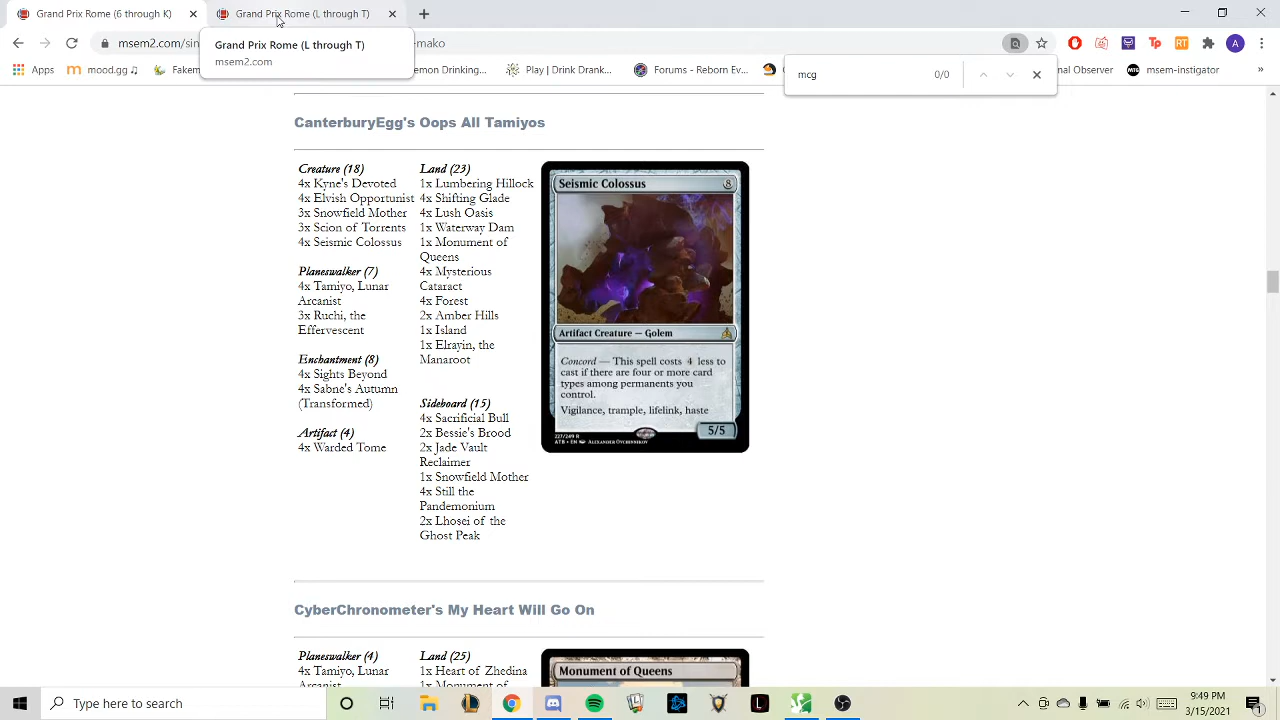 Grand Prix Rome (6 through K)
Grand Prix Rome (L through T)
msem2.com/sin
emako
Grand Prix Rome (L through T)
msem2.com
Apps
mood.gg ♫
Fakem
emon Drinking...
Play | Drink Drank...
Forums - Reborn Ev...
nal Observer
msem-instigator
»
mcg
0/0
CanterburyEgg's Oops All Tamiyos
Creature (18)
4x Kynei, Devoted
4x Elvish Opportunist
3x Snowfield Mother
3x Scion of Torrents
4x Seismic Colossus
Planeswalker (7)
4x Tamiyo, Lunar
Arcanist
3x Ruchi, the
Effervescent
Enchantment (8)
4x Sights Beyond
4x Sabne's Autumn
(Transformed)
Artifact (4)
4x Warded Tome
Land (23)
1x Lumbering Hillock
4x Shifting Glade
4x Lush Oasis
1x Waterway Dam
1x Monument of
Queens
4x Mysterious
Cataract
4x Forest
2x Amber Hills
1x Island
1x Elrayin, the
Manaroot
Sideboard (15)
4x Sacrificial Bull
2x Bessie's Brood
2x Jade Vault
Reclaimer
1x Snowfield Mother
4x Still the
Pandemonium
2x Lhosei of the
Ghost Peak
Seismic Colossus
8
Artifact Creature — Golem
Concord — This spell costs 4 less to
cast if there are four or more card
types among permanents you
control.
Vigilance, trample, lifelink, haste
227/249 R
ATB • EN ALEXANDER OVCHINNIKOV
5/5
CyberChronometer's My Heart Will Go On
Planeswalker (4)
4x Tamiyo, Lunar
Arcanist
Land (25)
1x Heart of Zhedina
Monument of Queens
Type here to search
9:49 PM
3/15/2021